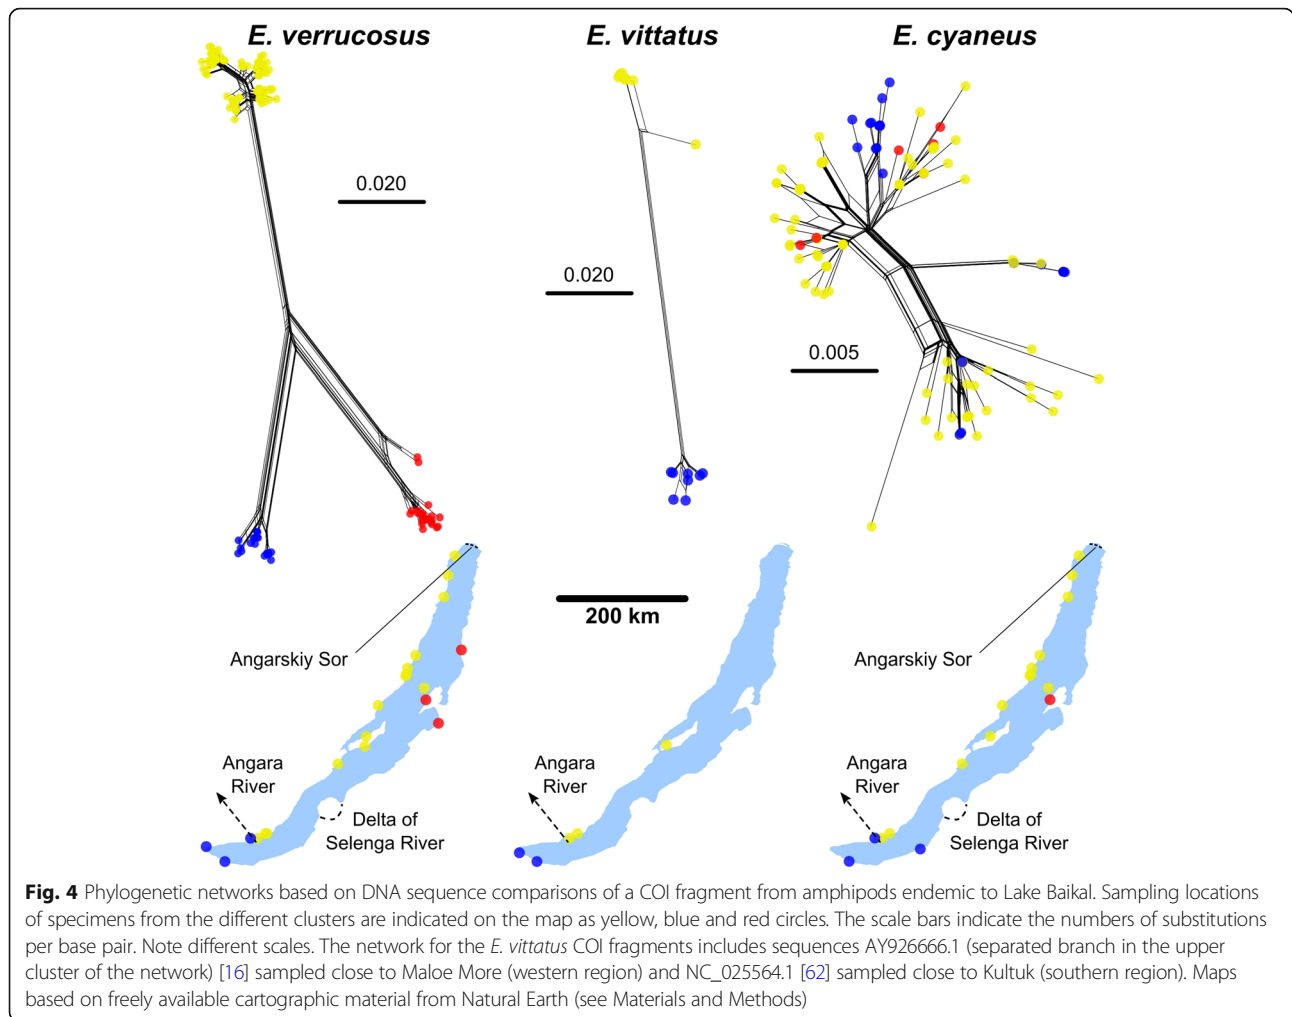 E. verrucosus
E. vittatus
E. cyaneus
0.020
0.020
0.005
200 km
Angarskiy Sor
Angara
River
Delta of
Selenga River
Angara
River
Angarskiy Sor
Angara
River
Delta of
Selenga River
Fig. 4 Phylogenetic networks based on DNA sequence comparisons of a COI fragment from amphipods endemic to Lake Baikal. Sampling locations
of specimens from the different clusters are indicated on the map as yellow, blue and red circles. The scale bars indicate the numbers of substitutions
per base pair. Note different scales. The network for the E. vittatus COI fragments includes sequences AY926666.1 (separated branch in the upper
cluster of the network) [16] sampled close to Maloe More (western region) and NC_025564.1 [62] sampled close to Kultuk (southern region). Maps
based on freely available cartographic material from Natural Earth (see Materials and Methods)